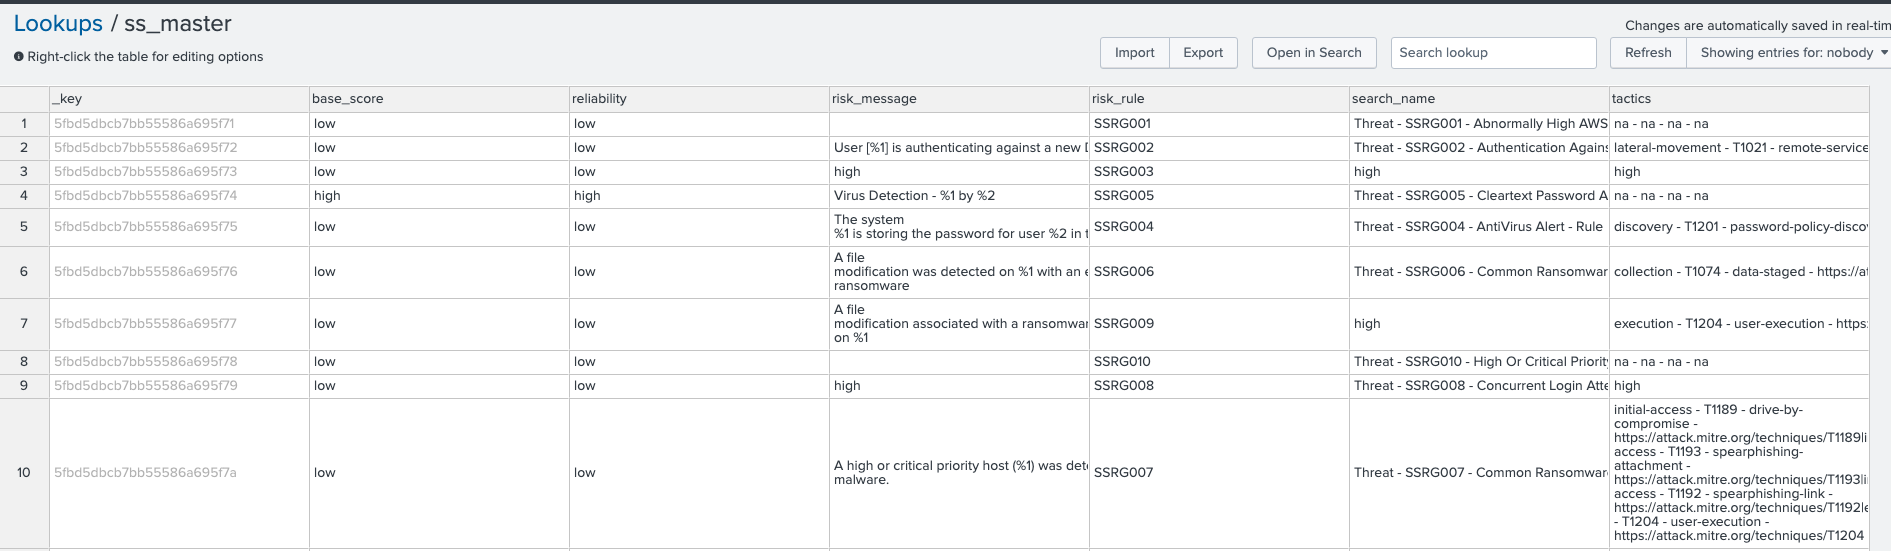 Lookups / ss_master
Changes are automatically saved in real-tim
Right-click the table for editing options
Import Export Open in Search Search lookup Refresh Showing entries for: nobody
_key base_score reliability risk_message risk_rule search_name tactics
1 5fbd5dbcb7bb55586a695f71 low low SSRG001 Threat - SSRG001 - Abnormally High AWS na - na - na - na
2 5fbd5dbcb7bb55586a695f72 low low User [%1] is authenticating against a new SSRG002 Threat - SSRG002 - Authentication Agains lateral-movement - T1021 - remote-service
3 5fbd5dbcb7bb55586a695f73 low low high SSRG003 high high
4 5fbd5dbcb7bb55586a695f74 high high Virus Detection - %1 by %2 SSRG005 Threat - SSRG005 - Cleartext Password A na - na - na - na
5 5fbd5dbcb7bb55586a695f75 low low The system
%1 is storing the password for user %2 in SSRG004 Threat - SSRG004 - AntiVirus Alert - Rule discovery - T1201 - password-policy-disco
6 5fbd5dbcb7bb55586a695f76 low low A file
modification was detected on %1 with an SSRG006 Threat - SSRG006 - Common Ransomwar collection - T1074 - data-staged - https://at
ransomware
7 5fbd5dbcb7bb55586a695f77 low low A file
modification associated with a ransomwar SSRG009 high execution - T1204 - user-execution - https:
on %1
8 5fbd5dbcb7bb55586a695f78 low low SSRG010 Threat - SSRG010 - High Or Critical Priority na - na - na - na
9 5fbd5dbcb7bb55586a695f79 low low high SSRG008 Threat - SSRG008 - Concurrent Login Atte high
10 5fbd5dbcb7bb55586a695f7a low low A high or critical priority host (%1) was dete
malware. SSRG007 Threat - SSRG007 - Common Ransomwar
initial-access - T1189 - drive-by-
compromise -
https://attack.mitre.org/techniques/T1189li
access - T1193 - spearphishing-
attachment -
https://attack.mitre.org/techniques/T1193li
access - T1192 - spearphishing-link -
https://attack.mitre.org/techniques/T1192le
- T1204 - user-execution -
https://attack.mitre.org/techniques/T1204